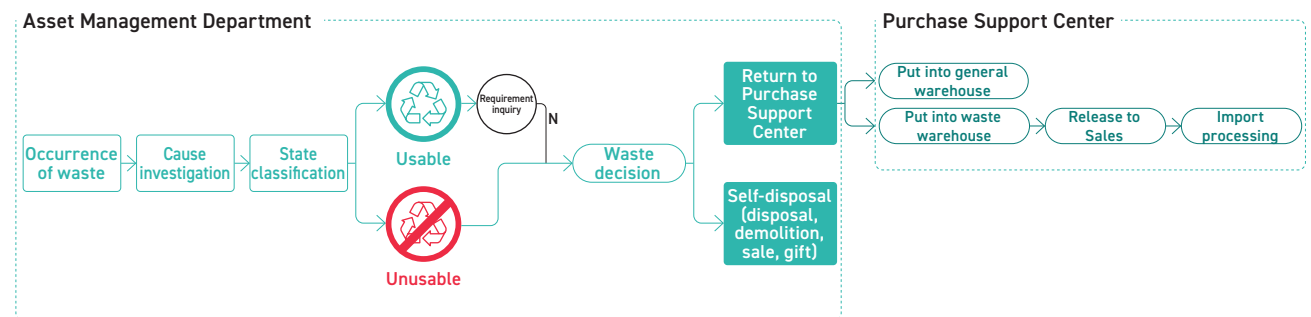 Asset Management Department
Purchase Support Center
Occurrence
of waste
Cause
investigation
State
classification
Usable
Unusable
Requirement
inquiry
N
Waste
decision
Return to
Purchase
Support
Center
Self-disposal
(disposal,
demolition,
sale, gift)
Put into general
warehouse
Put into waste
warehouse
Release to
Sales
Import
processing